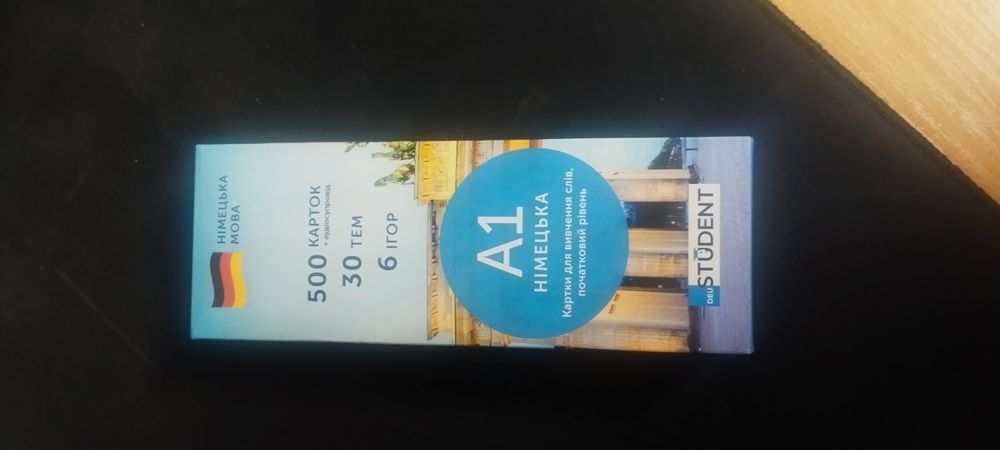 НІМЕЦЬКА
МОВА
500 КАРТОК
+ аудіосупровід
30 ТЕМ
6 ІГОР
A1
НІМЕЦЬКА
Картки для вивчення слів,
початковий рівень
DEU
STUDENT